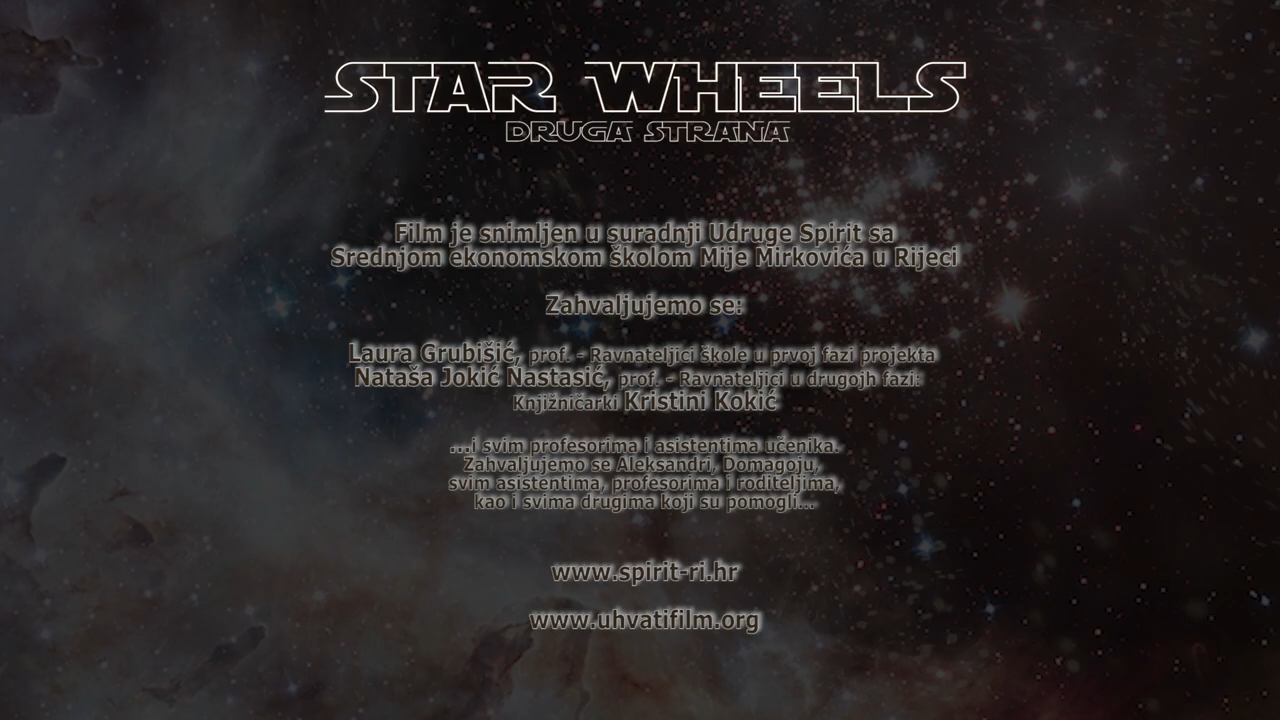 STAR WHEELS
DRUGA STRANA
Film je snimljen u suradnji Udruge Spirit sa
Srednjom ekonomskom školom Mije Mirkovića u Rijeci
Zahvaljujemo se:
Laura Grubišić, prof. - Ravnateljici škole u prvoj fazi projekta
Nataša Jokić Nastasić, prof. - Ravnateljici u drugojh fazi:
Knjižničarki Kristini Kokić
...i svim profesorima i asistentima učenika.
Zahvaljujemo se Aleksandri, Domagoju,
svim asistentima, profesorima i roditeljima,
kao i svima drugima koji su pomogli...
www.spirit-ri.hr
www.uhvatifilm.org